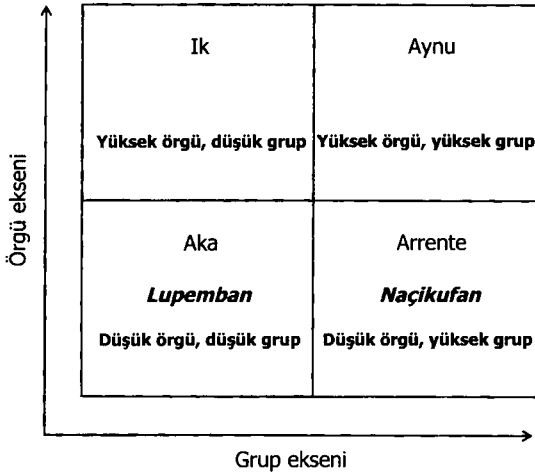 Örgü ekseni
Ik
Aynu
Yüksek örgü, düşük grup
Yüksek örgü, yüksek grup
Aka
Arrente
Lupemban
Naçikufan
Düşük örgü, düşük grup
Düşük örgü, yüksek grup
Grup ekseni